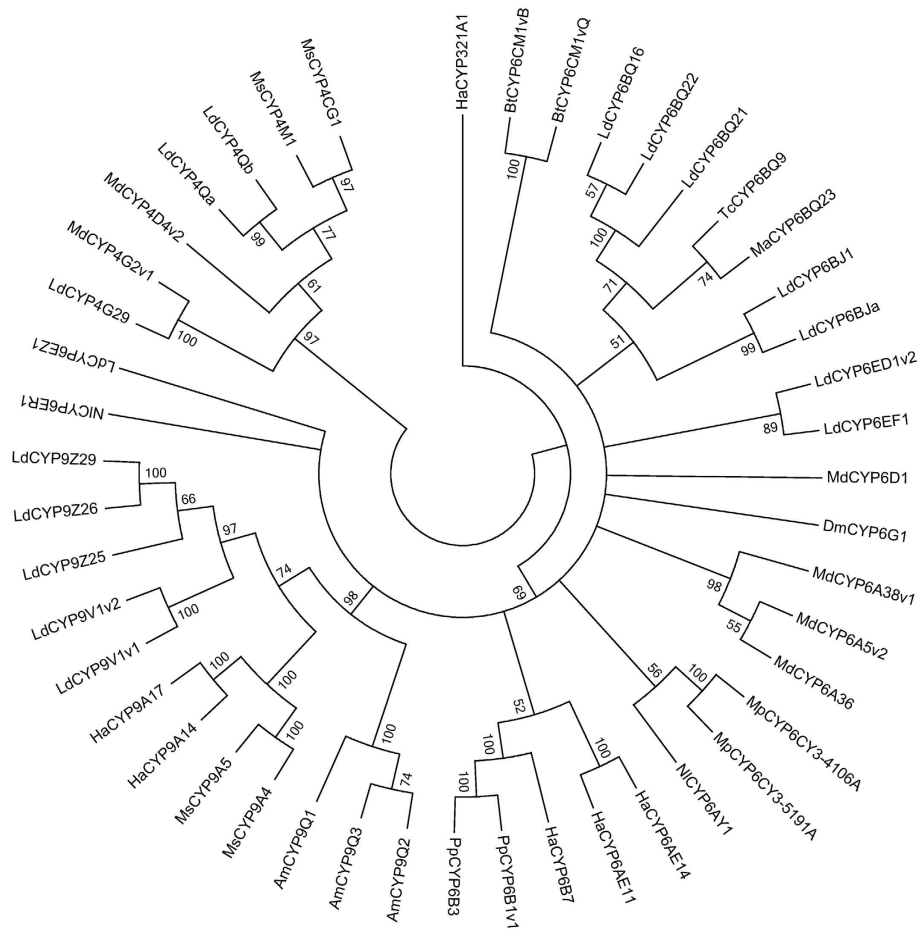 HaCYP321A1
BtCYP6CM1vB
BtCYP6CM1vQ
100
LdCYP6BQ16
LdCYP6BQ22
57
LdCYP6BQ21
100
TcCYP6BQ9
MaCYP6BQ23
74
71
LdCYP6BJ1
LdCYP6BJa
99
51
LdCYP6ED1v2
LdCYP6EF1
89
MdCYP6D1
DmCYP6G1
MdCYP6A38v1
MdCYP6A5v2
MdCYP6A36
55
98
MpCYP6CY3-4106A
MpCYP6CY3-5191A
100
NlCYP6AY1
56
HaCYP6AE14
HaCYP6AE11
100
HaCYP6B7
PpCYP6B1v1
PpCYP6B3
100
100
52
69
AmCYP9Q2
AmCYP9Q3
74
AmCYP9Q1
100
98
MsCYP9A4
MsCYP9A5
100
HaCYP9A14
HaCYP9A17
100
100
74
LdCYP9V1v1
LdCYP9V1v2
100
97
LdCYP9Z25
66
LdCYP9Z26
LdCYP9Z29
100
NlCYP6ER1
LdCYP6EZ1
LdCYP4G29
MdCYP4G2v1
100
97
MdCYP4D4v2
61
LdCYP4Qa
LdCYP4Qb
99
77
MsCYP4M1
MsCYP4CG1
97